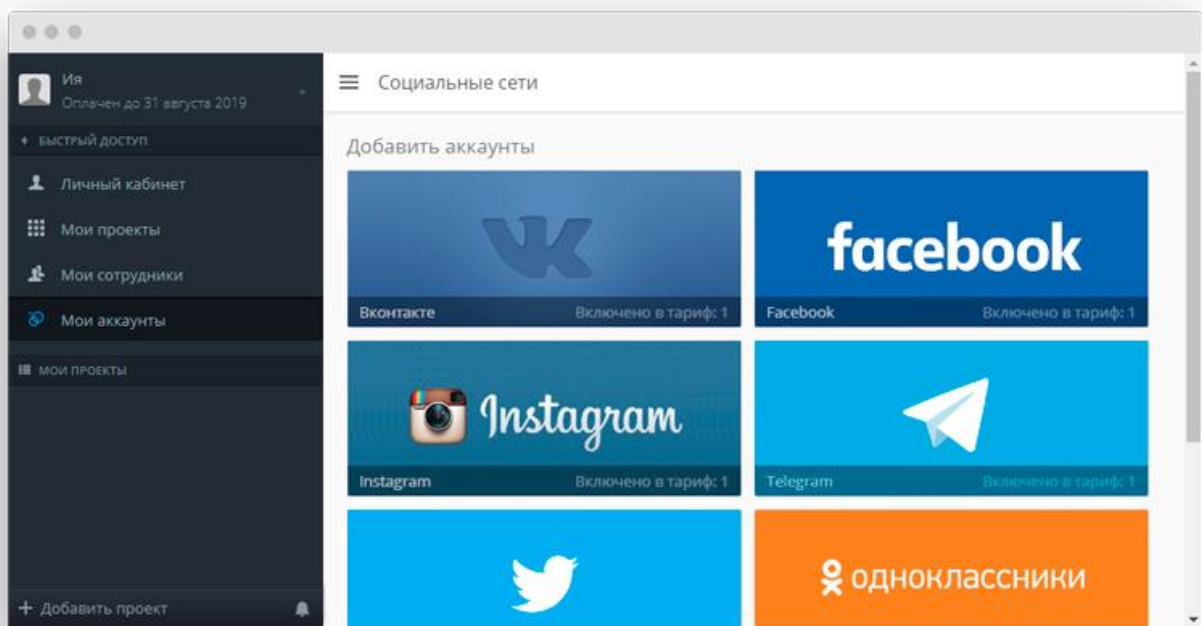 Ия
Оплачен до 31 августа 2019
БЫСТРЫЙ ДОСТУП
Личный кабинет
Мои проекты
Мои сотрудники
Мои аккаунты
МОИ ПРОЕКТЫ
+ Добавить проект
Социальные сети
Добавить аккаунты
Вконтакте Включено в тариф: 1
facebook
Facebook Включено в тариф: 1
Instagram
Instagram Включено в тариф: 1
Telegram Включено в тариф: 1
одноклассники